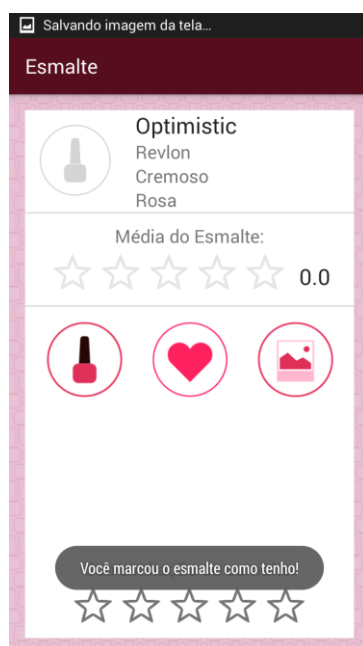 Salvando imagem da tela…
Esmalte
Optimistic
Revlon
Cremoso
Rosa
Média do Esmalte:
0.0
Você marcou o esmalte como tenho!